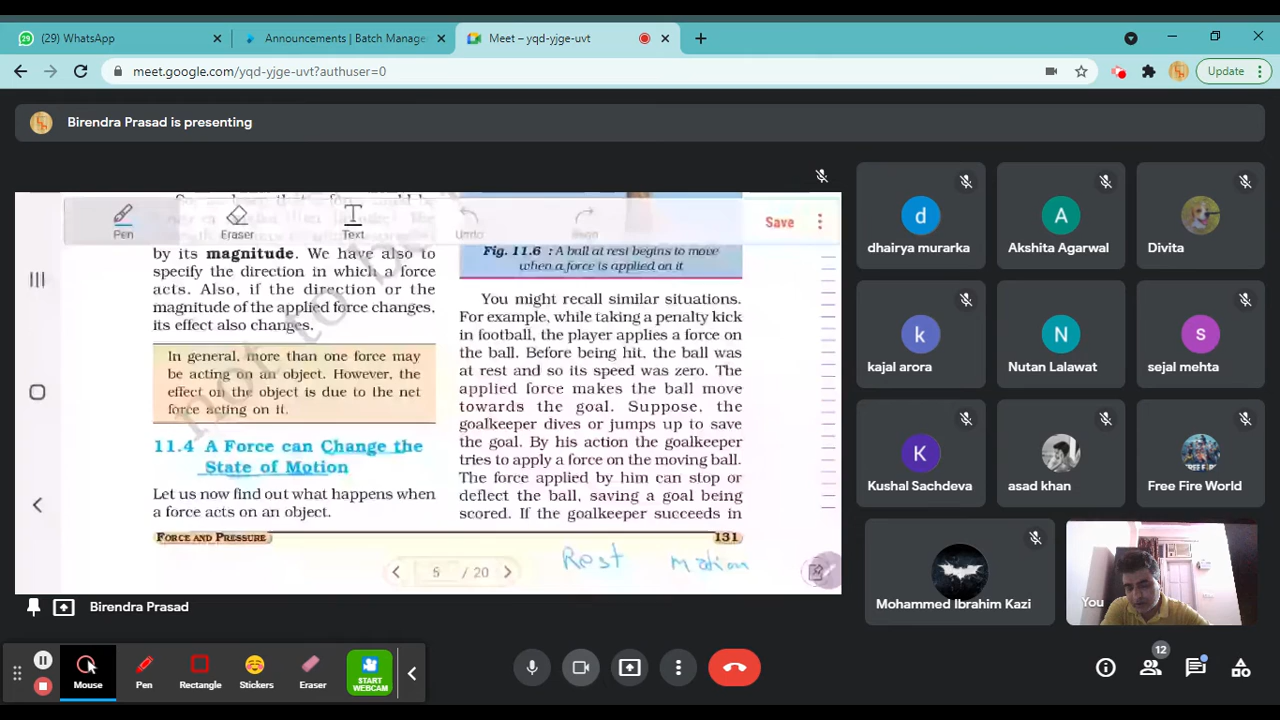 (29) WhatsApp
Announcements | Batch Manage
Meet – yqd-yjge-uvt
meet.google.com/yqd-yjge-uvt?authuser=0
Update
Birendra Prasad is presenting
Pen
Eraser
Text
Undo
Save
by its magnitude. We have also to
specify the direction in which a force
acts. Also, if the direction or the
magnitude of the applied force changes,
its effect also changes.
In general, more than one force may
be acting on an object. However, the
effect on the object is due to the net
force acting on it.
11.4 A Force can Change the
State of Motion
Let us now find out what happens when
a force acts on an object.
Fig. 11.6 : A ball at rest begins to move
when a force is applied on it
You might recall similar situations.
For example, while taking a penalty kick
in football, the player applies a force on
the ball. Before being hit, the ball was
at rest and so its speed was zero. The
applied force makes the ball move
towards the goal. Suppose, the
goalkeeper dives or jumps up to save
the goal. By his action the goalkeeper
tries to apply a force on the moving ball.
The force applied by him can stop or
deflect the ball, saving a goal being
scored. If the goalkeeper succeeds in
FORCE AND PRESSURE
131
Rest Motion
5 / 20
Birendra Prasad
d
dhairya murarka
A
Akshita Agarwal
Divita
k
kajal arora
N
Nutan Lalawat
s
sejal mehta
K
Kushal Sachdeva
asad khan
Free Fire World
Mohammed Ibrahim Kazi
You
Mouse
Pen
Rectangle
Stickers
Eraser
START
WEBCAM
12